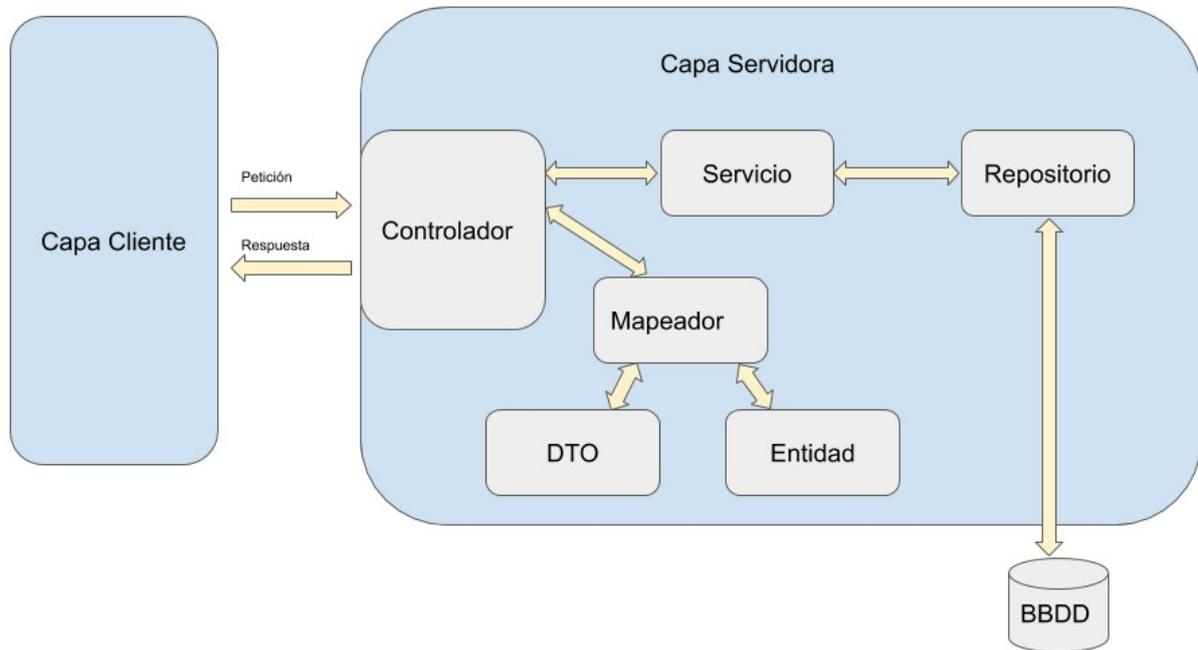 Capa Servidora
Petición
Respuesta
Capa Cliente
Controlador
Servicio
Repositorio
Mapeador
DTO
Entidad
BBDD